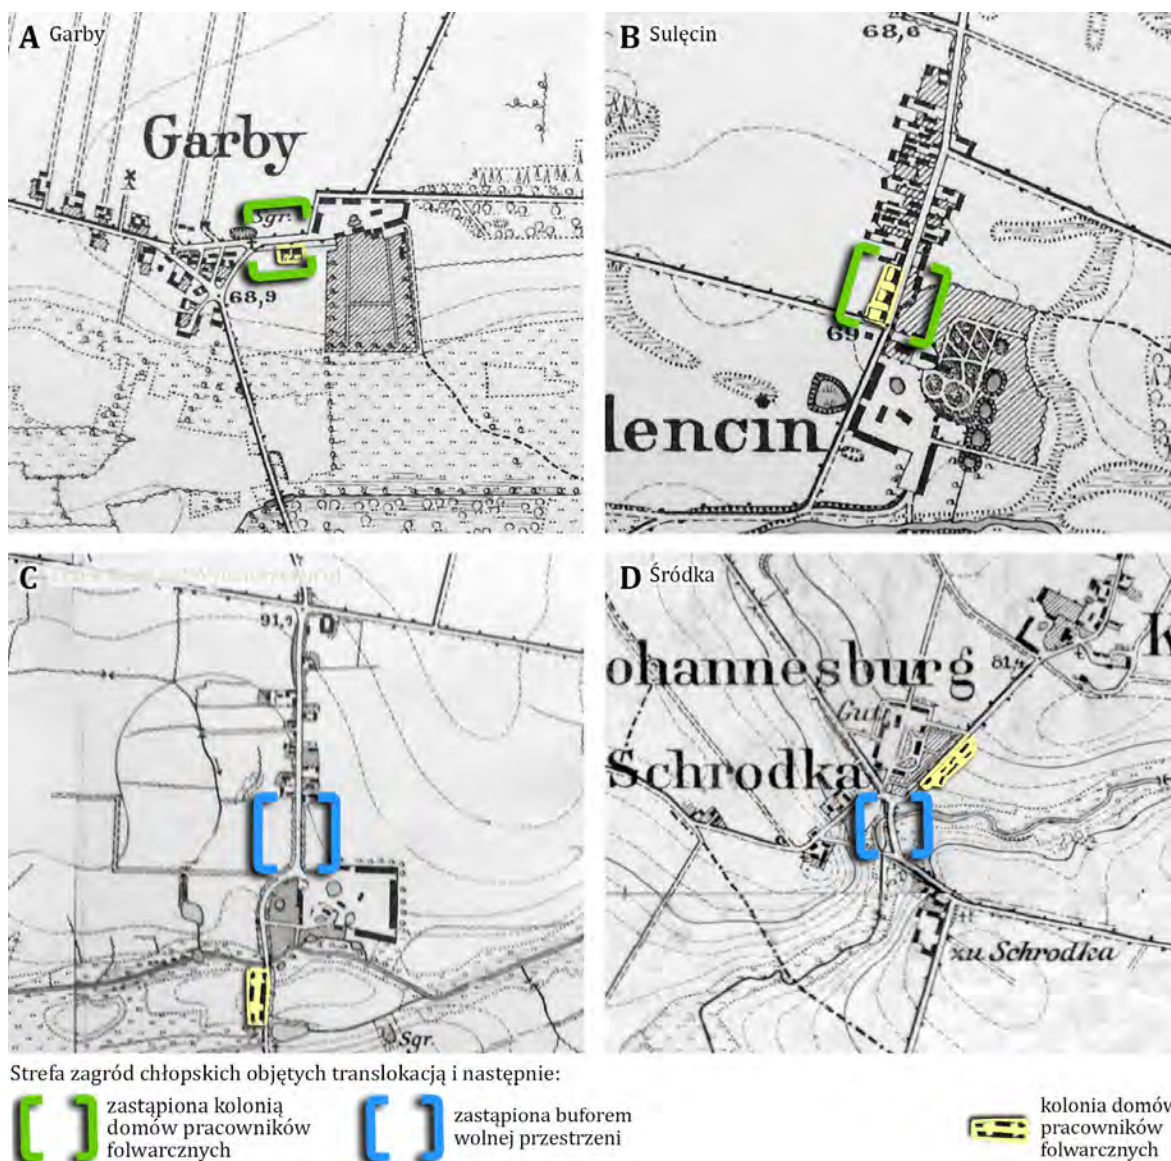 A Garby
Garby
Sgr.
68,9
B Sulęcin
68,6
69
lencin
C
91,9
Sgr.
D Śródka
ohannesburg
81,4
K
Gut
Schrodka
zu Schrodka
Strefa zagród chłopskich objętych translokacją i następnie:
zastąpiona kolonią
domów pracowników
folwarcznych
zastąpiona buforem
wolnej przestrzeni
kolonia domów
pracowników
folwarcznych